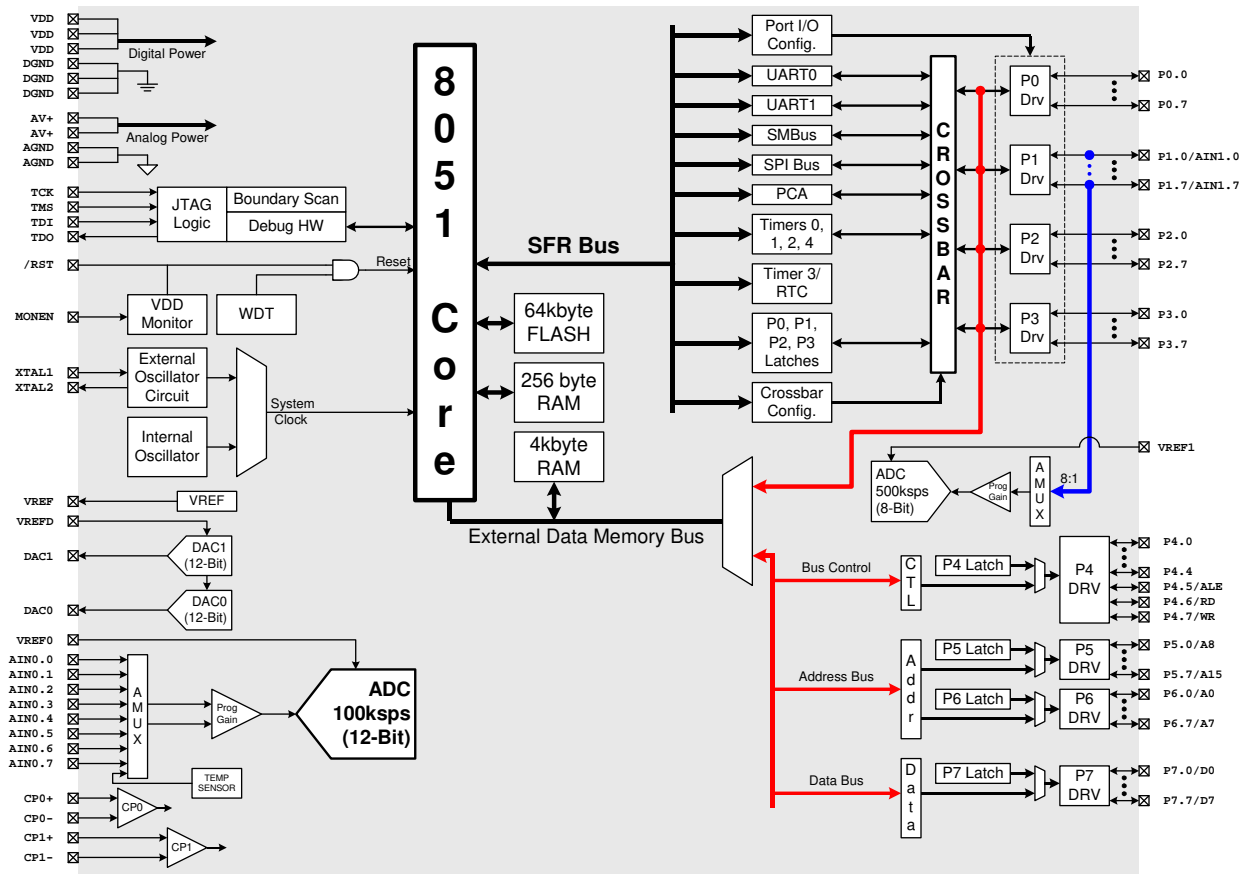 VDD
VDD
VDD
Digital Power
DGND
DGND
DGND
AV+
AV+
Analog Power
AGND
AGND
TCK
TMS
TDI
TDO
JTAG
Logic
Boundary Scan
Debug HW
/RST
Reset
MONEN
VDD
Monitor
WDT
XTAL1
XTAL2
External
Oscillator
Circuit
Internal
Oscillator
System
Clock
VREF
VREF
VREFD
DAC1
DAC1
(12-Bit)
DAC0
DAC0
(12-Bit)
VREF0
AIN0.0
AIN0.1
AIN0.2
AIN0.3
AIN0.4
AIN0.5
AIN0.6
AIN0.7
AMUX
Prog
Gain
ADC
100ksps
(12-Bit)
TEMP
SENSOR
CP0+
CP0-
CP0
CP1+
CP1-
CP1
8051 Core
SFR Bus
64kbyte
FLASH
256 byte
RAM
4kbyte
RAM
External Data Memory Bus
Port I/O
Config.
UART0
UART1
SMBus
SPI Bus
PCA
Timers 0,
1, 2, 4
Timer 3/
RTC
P0, P1,
P2, P3
Latches
Crossbar
Config.
CROSSBAR
P0
Drv
P1
Drv
P2
Drv
P3
Drv
P0.0
P0.7
P1.0/AIN1.0
P1.7/AIN1.7
P2.0
P2.7
P3.0
P3.7
VREF1
ADC
500ksps
(8-Bit)
Prog
Gain
AMUX
8:1
Bus Control
CTL
P4 Latch
P4
DRV
P4.0
P4.4
P4.5/ALE
P4.6/RD
P4.7/WR
Address Bus
Addr
P5 Latch
P5
DRV
P5.0/A8
P5.7/A15
P6 Latch
P6
DRV
P6.0/A0
P6.7/A7
Data Bus
Data
P7 Latch
P7
DRV
P7.0/D0
P7.7/D7